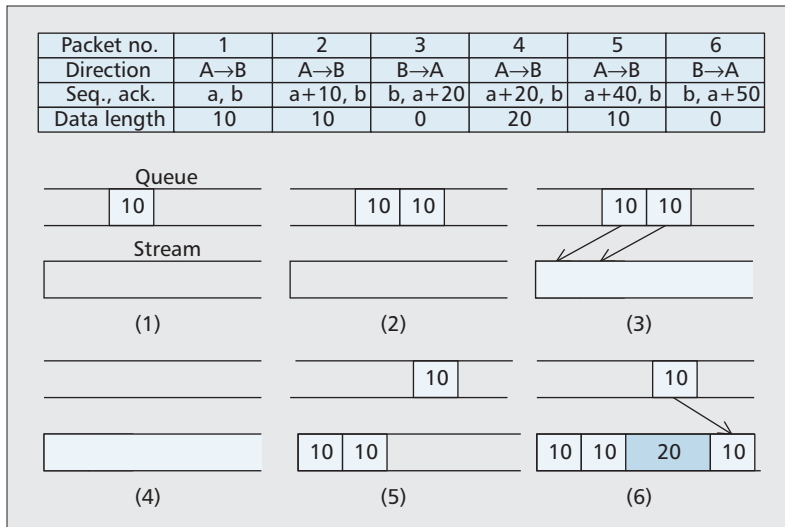 Packet no. 1 2 3 4 5 6
Direction A→B A→B B→A A→B A→B B→A
Seq., ack. a, b a+10, b b, a+20 a+20, b a+40, b b, a+50
Data length 10 10 0 20 10 0
Queue
10
10 10
10 10
Stream
(1)
(2)
(3)
10
10
10 10
10 10 20 10
(4)
(5)
(6)